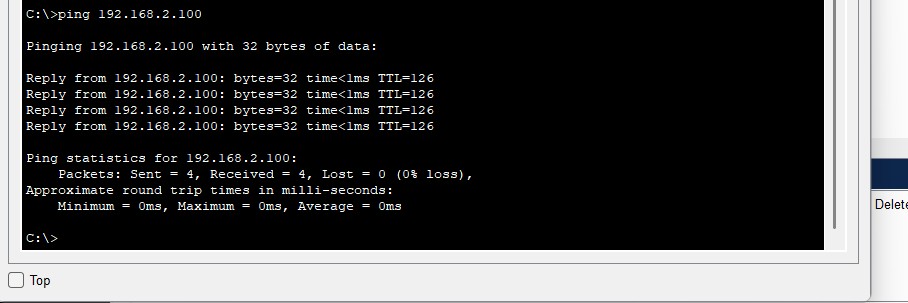 C:\>ping 192.168.2.100
Pinging 192.168.2.100 with 32 bytes of data:
Reply from 192.168.2.100: bytes=32 time<1ms TTL=126
Reply from 192.168.2.100: bytes=32 time<1ms TTL=126
Reply from 192.168.2.100: bytes=32 time<1ms TTL=126
Reply from 192.168.2.100: bytes=32 time<1ms TTL=126
Ping statistics for 192.168.2.100:
    Packets: Sent = 4, Received = 4, Lost = 0 (0% loss),
Approximate round trip times in milli-seconds:
    Minimum = 0ms, Maximum = 0ms, Average = 0ms
C:\>
Delete
Top